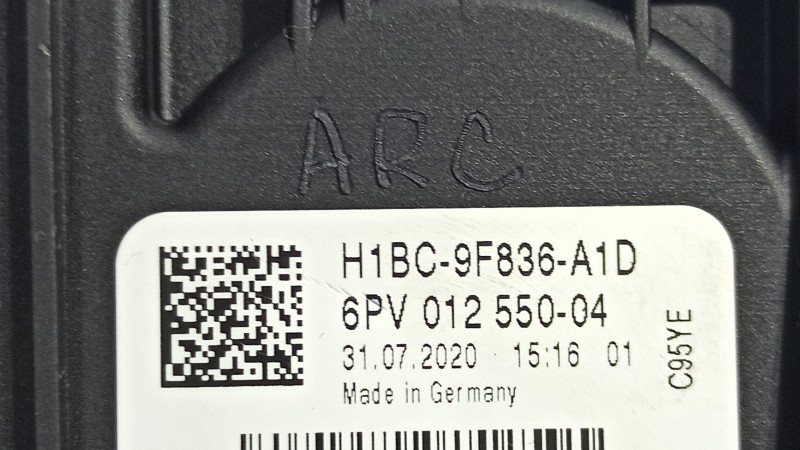 ARC
H1BC-9F836-A1D
6PV 012 550-04
31.07.2020 15:16 01
Made in Germany
C95YE